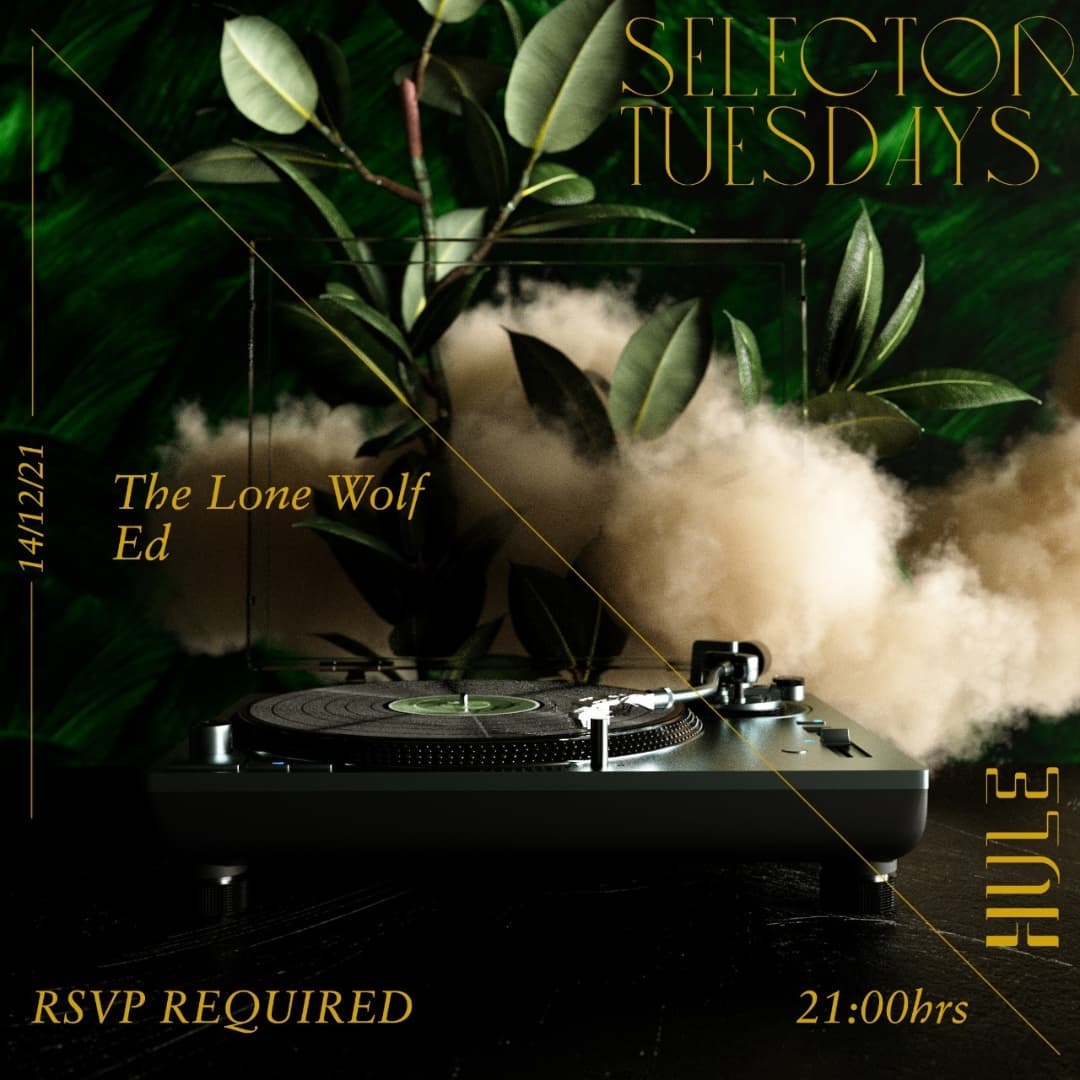 SELECTOR
TUESDAYS
14/12/21
The Lone Wolf
Ed
HULE
RSVP REQUIRED
21:00hrs